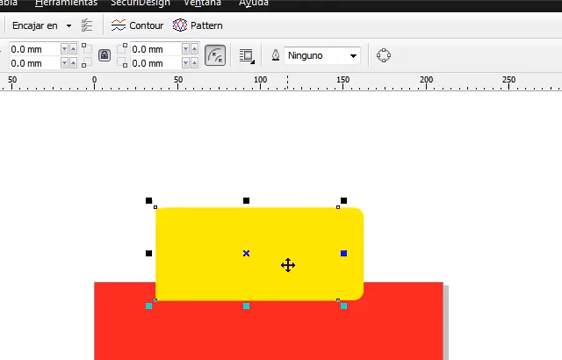 abla Herramientas SecuriDesign Ventana Ayuda
Encajar en Contour Pattern
0.0 mm 0.0 mm Ninguno
0.0 mm 0.0 mm
50 0 50 100 150 200 250